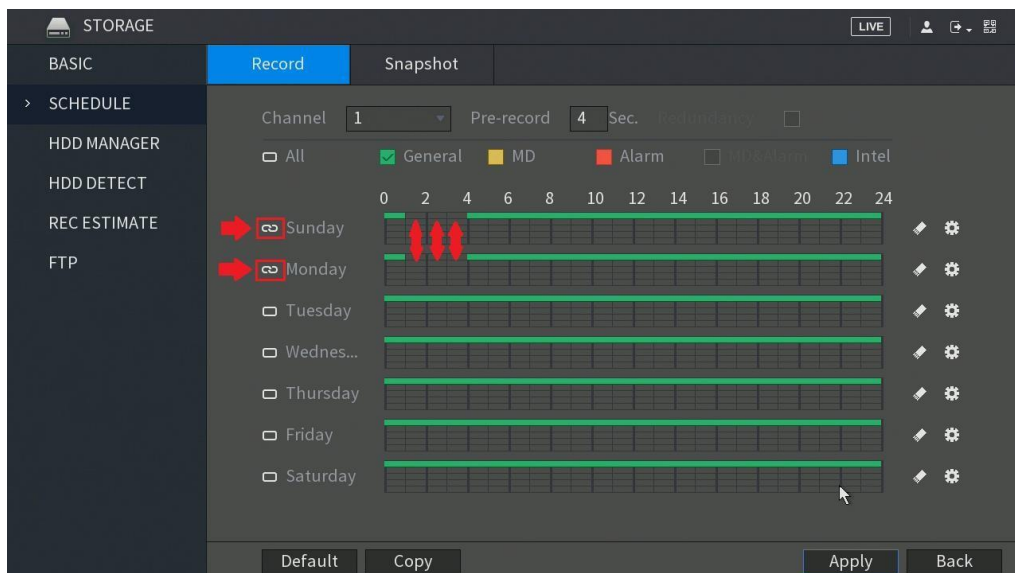 STORAGE LIVE
BASIC
SCHEDULE
HDD MANAGER
HDD DETECT
REC ESTIMATE
FTP
Record Snapshot
Channel 1 Pre-record 4 Sec. Redundancy
All General MD Alarm MD&Alarm Intel
0 2 4 6 8 10 12 14 16 18 20 22 24
Sunday
Monday
Tuesday
Wednes...
Thursday
Friday
Saturday
Default Copy Apply Back